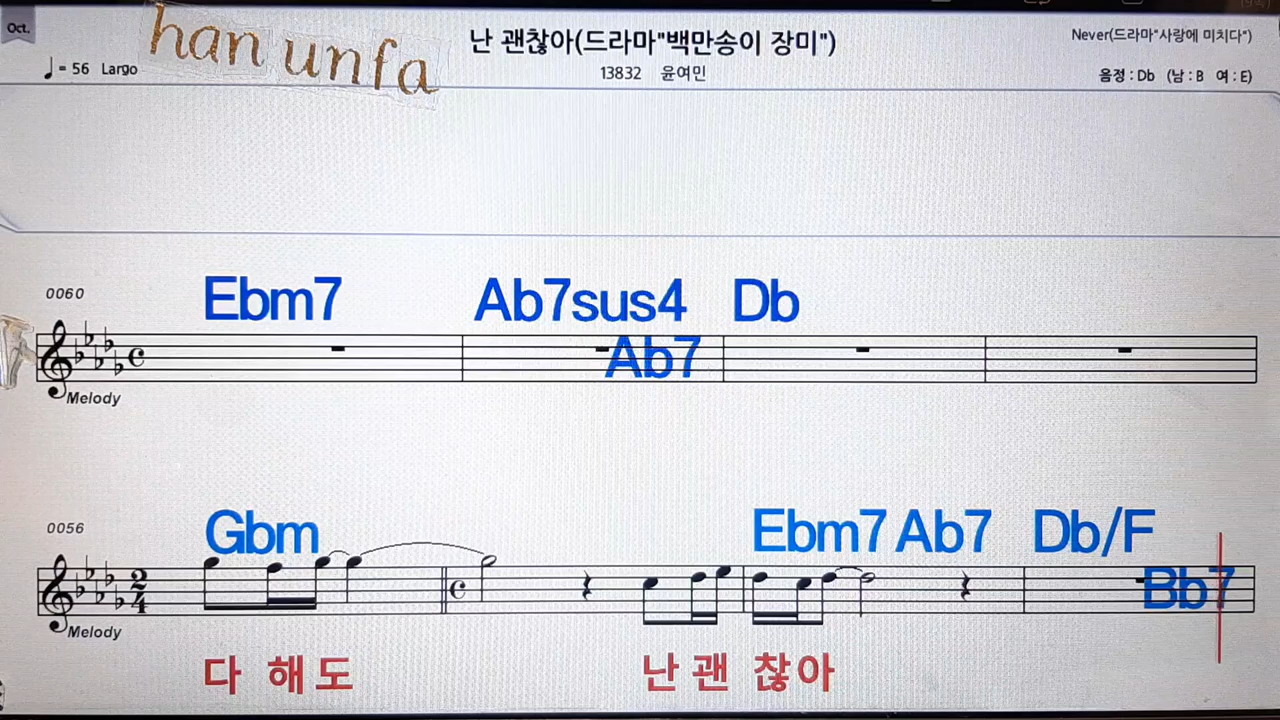 Oct.
han unfa
난 괜찮아(드라마"백만송이 장미")
Never(드라마"사랑에 미치다")
♩= 56 Largo
13832 윤여민
음정 : Db (남 : B 여 : E)
0060
Ebm7 Ab7sus4 Db
Ab7
Melody
0056
Gbm Ebm7 Ab7 Db/F
2
4
Bb7
Melody
다 해 도 난 괜 찮 아